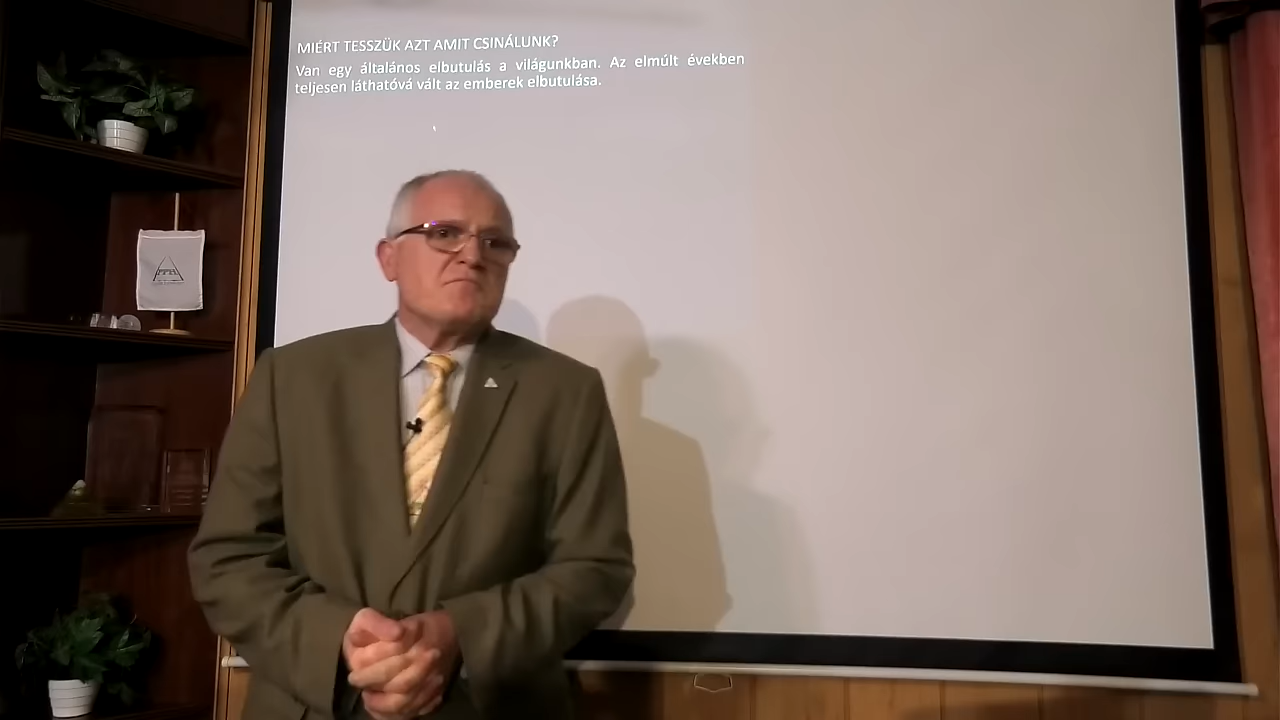 MIÉRT TESSZÜK AZT AMIT CSINÁLUNK?
Van egy általános elbutulás a világunkban. Az elmúlt években
teljesen láthatóvá vált az emberek elbutulása.